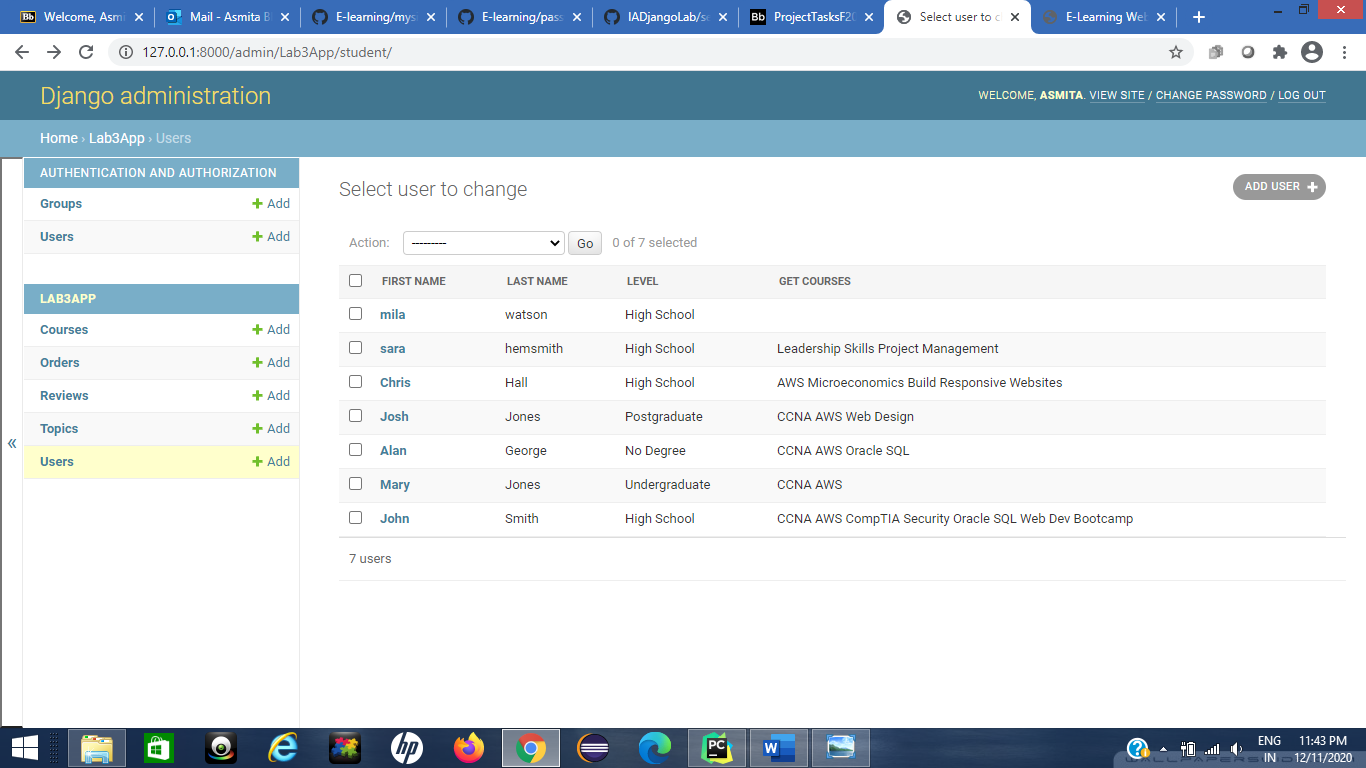 Welcome, Asmi
Mail - Asmita B
E-learning/mys
E-learning/pass
IADjangoLab/se
ProjectTasksF20
Select user to c
E-Learning Web
127.0.0.1:8000/admin/Lab3App/student/
Django administration
WELCOME, ASMITA. VIEW SITE / CHANGE PASSWORD / LOG OUT
Home › Lab3App › Users
AUTHENTICATION AND AUTHORIZATION
Groups + Add
Users + Add
LAB3APP
Courses + Add
Orders + Add
Reviews + Add
Topics + Add
Users + Add
«
Select user to change
ADD USER +
Action: --------- Go 0 of 7 selected
FIRST NAME LAST NAME LEVEL GET COURSES
mila watson High School
sara hemsmith High School Leadership Skills Project Management
Chris Hall High School AWS Microeconomics Build Responsive Websites
Josh Jones Postgraduate CCNA AWS Web Design
Alan George No Degree CCNA AWS Oracle SQL
Mary Jones Undergraduate CCNA AWS
John Smith High School CCNA AWS CompTIA Security Oracle SQL Web Dev Bootcamp
7 users
ENG 11:43 PM
IN 12/11/2020